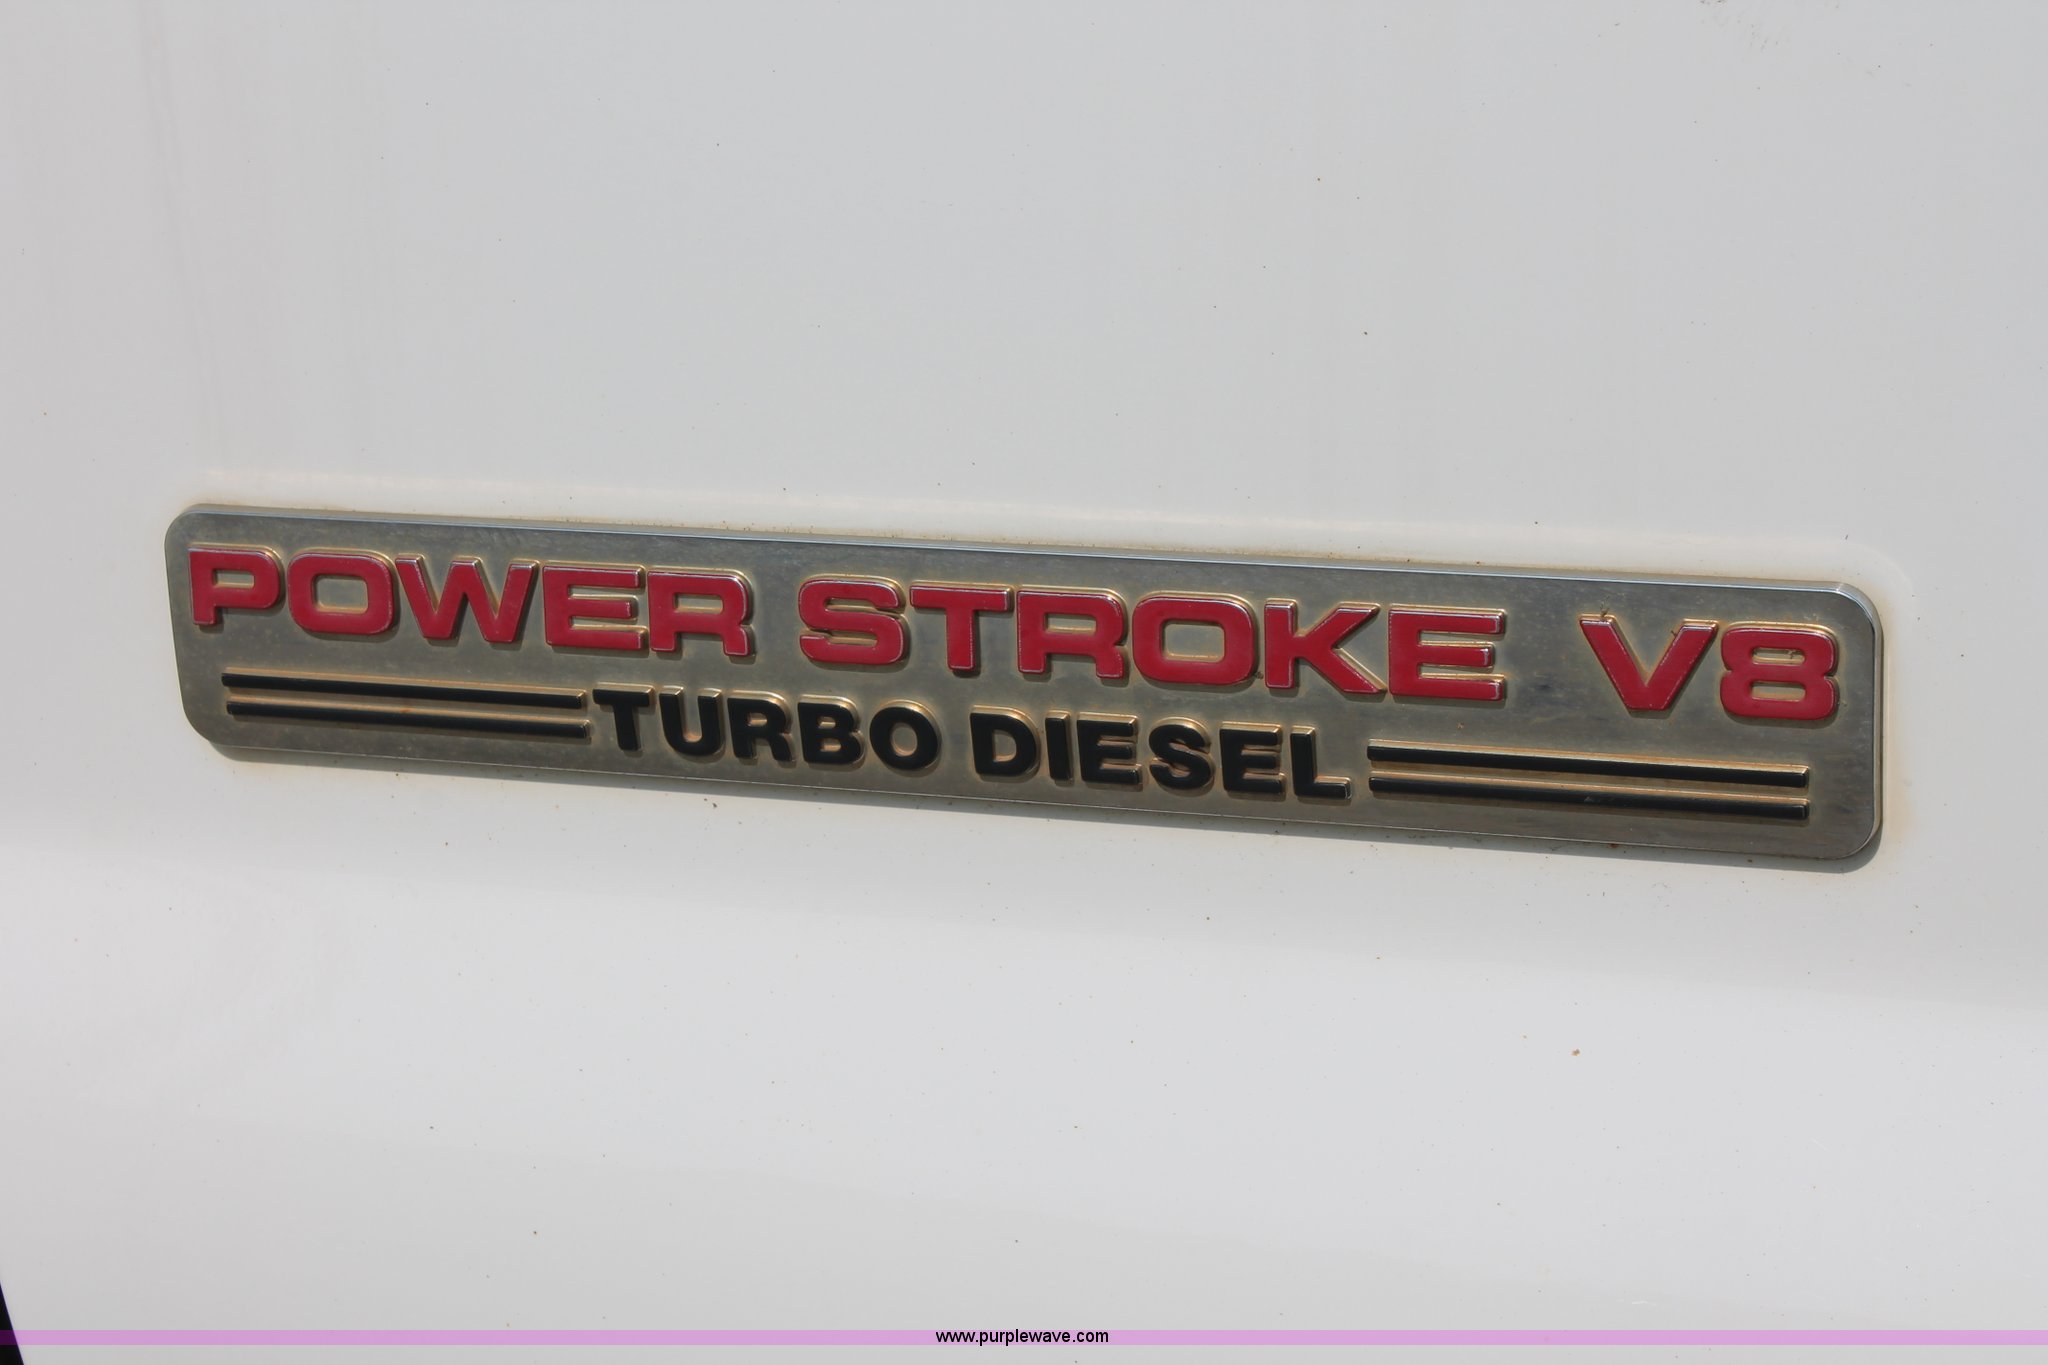 POWER STROKE V8
TURBO DIESEL
www.purplewave.com